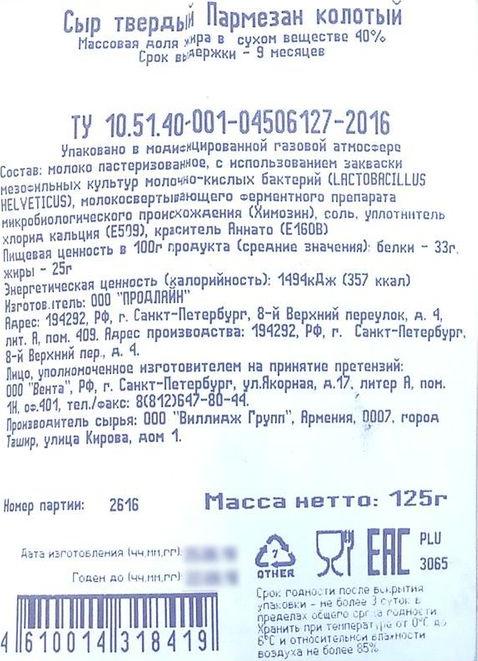 Сыр твердый Пармезан колотый
Массовая доля жира в сухом веществе 40%
Срок выдержки - 9 месяцев
ТУ 10.51.40-001-04506127-2016
Упаковано в модифицированной газовой атмосфере
Состав: молоко пастеризованное, с использованием закваски
мезофильных культур молочно-кислых бактерий (LACTOBACILLUS
HELVETICUS), молокосвертывающего ферментного препарата
микробиологического происхождения (Химозин), соль, уплотнитель
хлорид кальция (Е509), краситель Аннато (Е160В)
Пищевая ценность в 100г продукта (средние значения): белки - 33г,
жиры - 25г
Энергетическая ценность (калорийность): 1494кДж (357 ккал)
Изготовитель: ООО "ПРОДЛАЙН"
Адрес: 194292, РФ, г. Санкт-Петербург, 8-й Верхний переулок, д. 4,
лит. А, пом. 409. Адрес производства: 194292, РФ, г. Санкт-Петербург,
8-й Верхний пер., д. 4.
Лицо, уполномоченное изготовителем на принятие претензий:
ООО "Вента", РФ, г. Санкт-Петербург, ул.Якорная, д.17, литер А, пом.
1Н, оф.401, тел./факс: 8(812)647-80-44.
Производитель сырья: ООО "Виллидж Групп", Армения, 0007, город
Ташир, улица Кирова, дом 1.
Номер партии: 2616
Масса нетто: 125г
Дата изготовления (чч,мм,гг):
Годен до (чч,мм,гг):
7
OTHER
EAC
PLU
3065
Срок годности после вскрытия
упаковки - не более 3 суток в
пределах общего срока годности
Хранить при температуре от 0°С до
6°С и относительной влажности
воздуха не более 85%
4 610014 318419